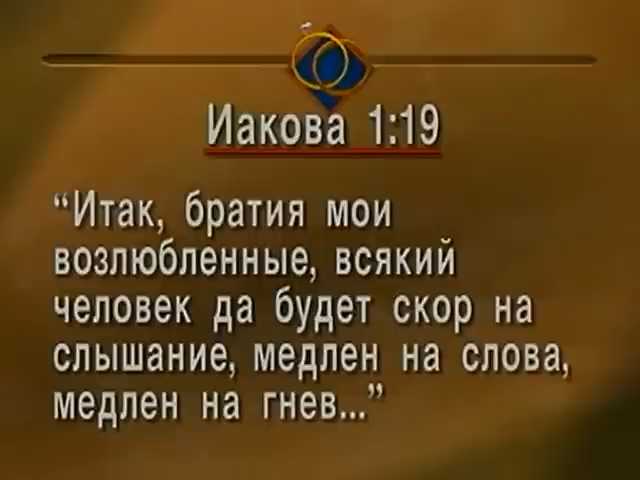 Иакова 1:19
“Итак, братия мои
возлюбленные, всякий
человек да будет скор на
слышание, медлен на слова,
медлен на гнев...”